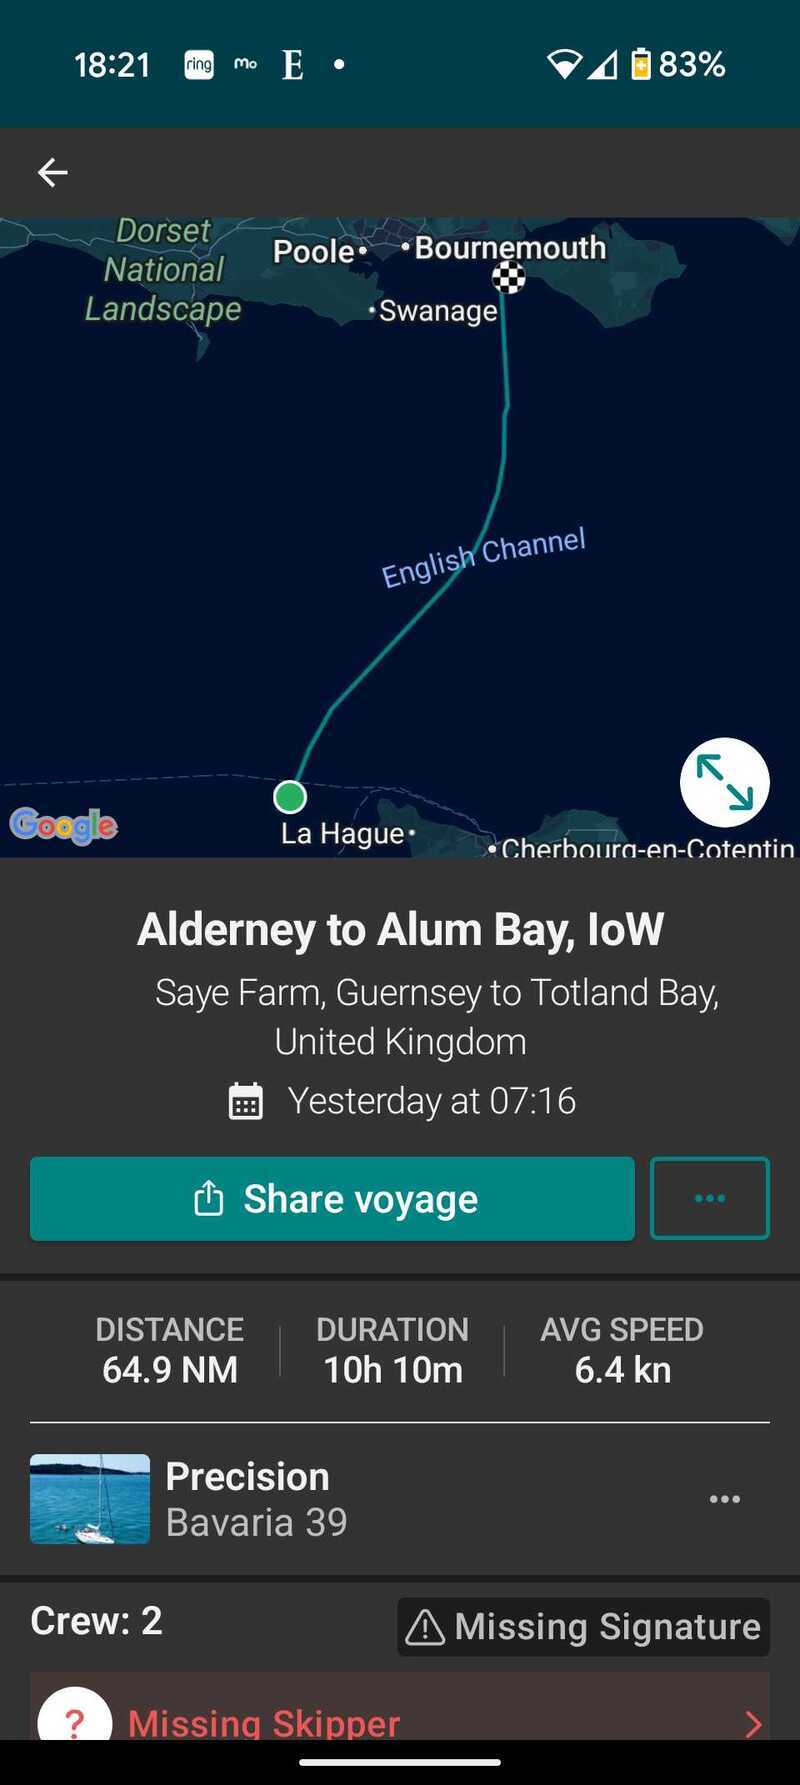 18:21 ring Mo E 83%
Dorset
National
Landscape
Poole
Bournemouth
Swanage
English Channel
Google
La Hague
Cherbourg-en-Cotentin
Alderney to Alum Bay, IoW
Saye Farm, Guernsey to Totland Bay,
United Kingdom
Yesterday at 07:16
Share voyage
DISTANCE DURATION AVG SPEED
64.9 NM 10h 10m 6.4 kn
Precision
Bavaria 39
Crew: 2 Missing Signature
? Missing Skipper